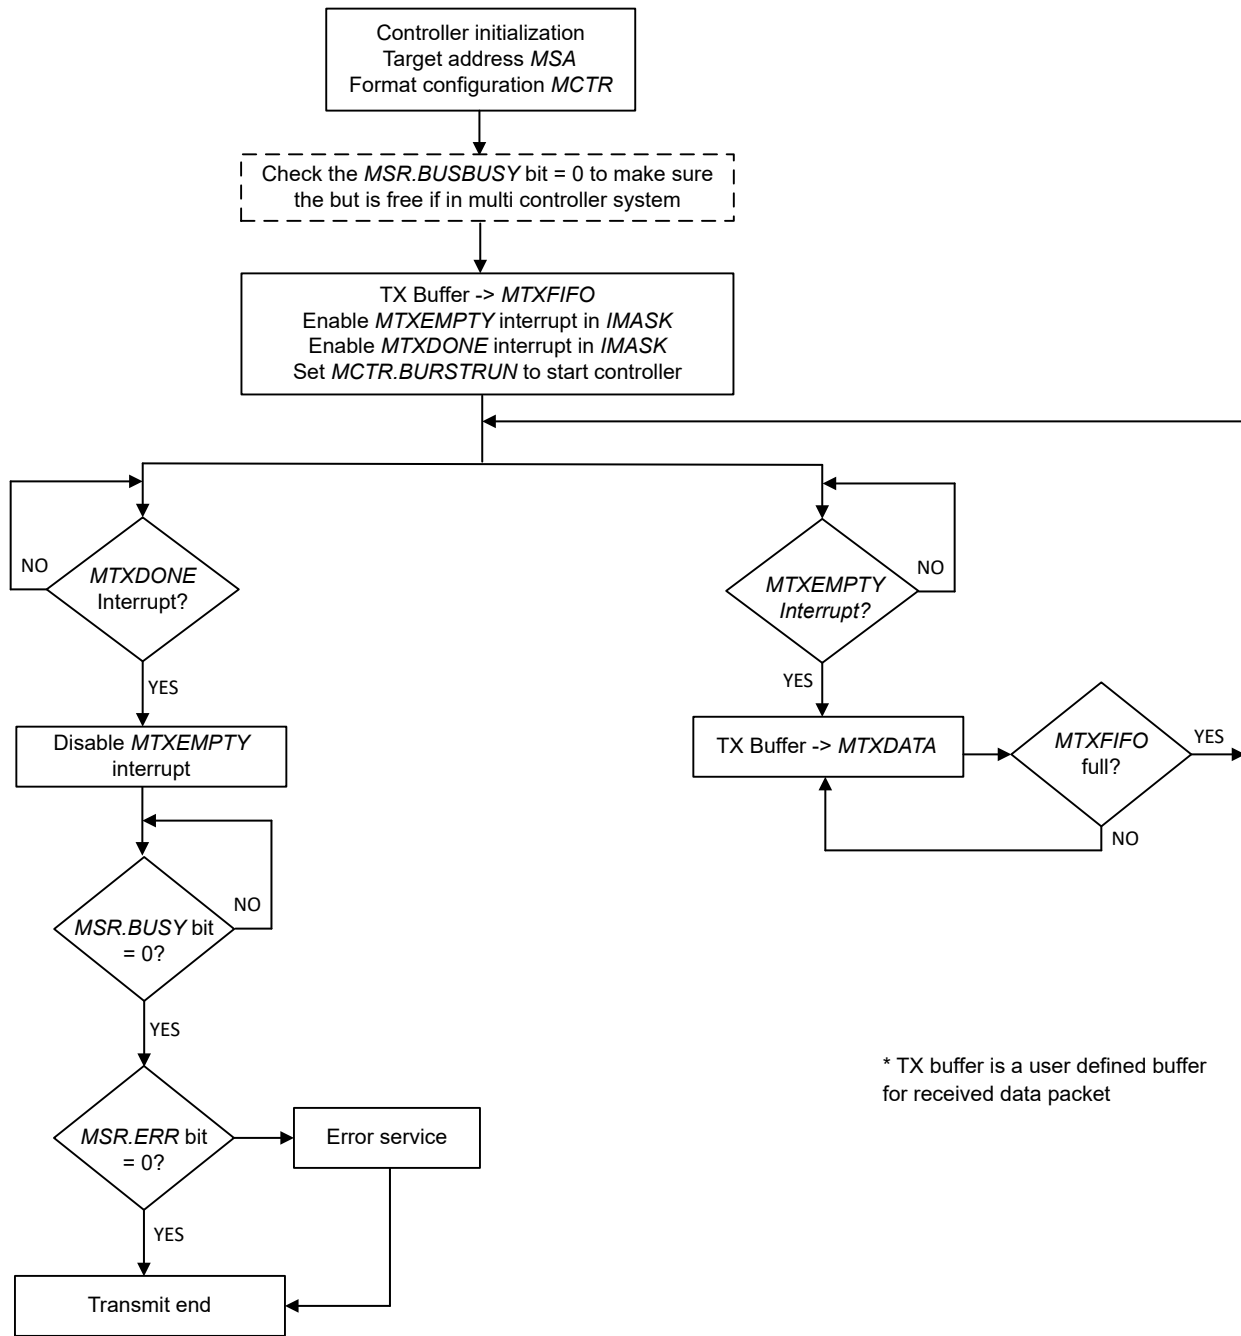 Controller initialization
Target address MSA
Format configuration MCTR
Check the MSR.BUSBUSY bit = 0 to make sure
the but is free if in multi controller system
TX Buffer -> MTXFIFO
Enable MTXEMPTY interrupt in IMASK
Enable MTXDONE interrupt in IMASK
Set MCTR.BURSTRUN to start controller
NO
MTXDONE
Interrupt?
YES
Disable MTXEMPTY
interrupt
NO
MSR.BUSY bit
= 0?
YES
MSR.ERR bit
= 0?
Error service
YES
Transmit end
NO
MTXEMPTY
Interrupt?
YES
TX Buffer -> MTXDATA
MTXFIFO
full?
YES
NO
* TX buffer is a user defined buffer
for received data packet